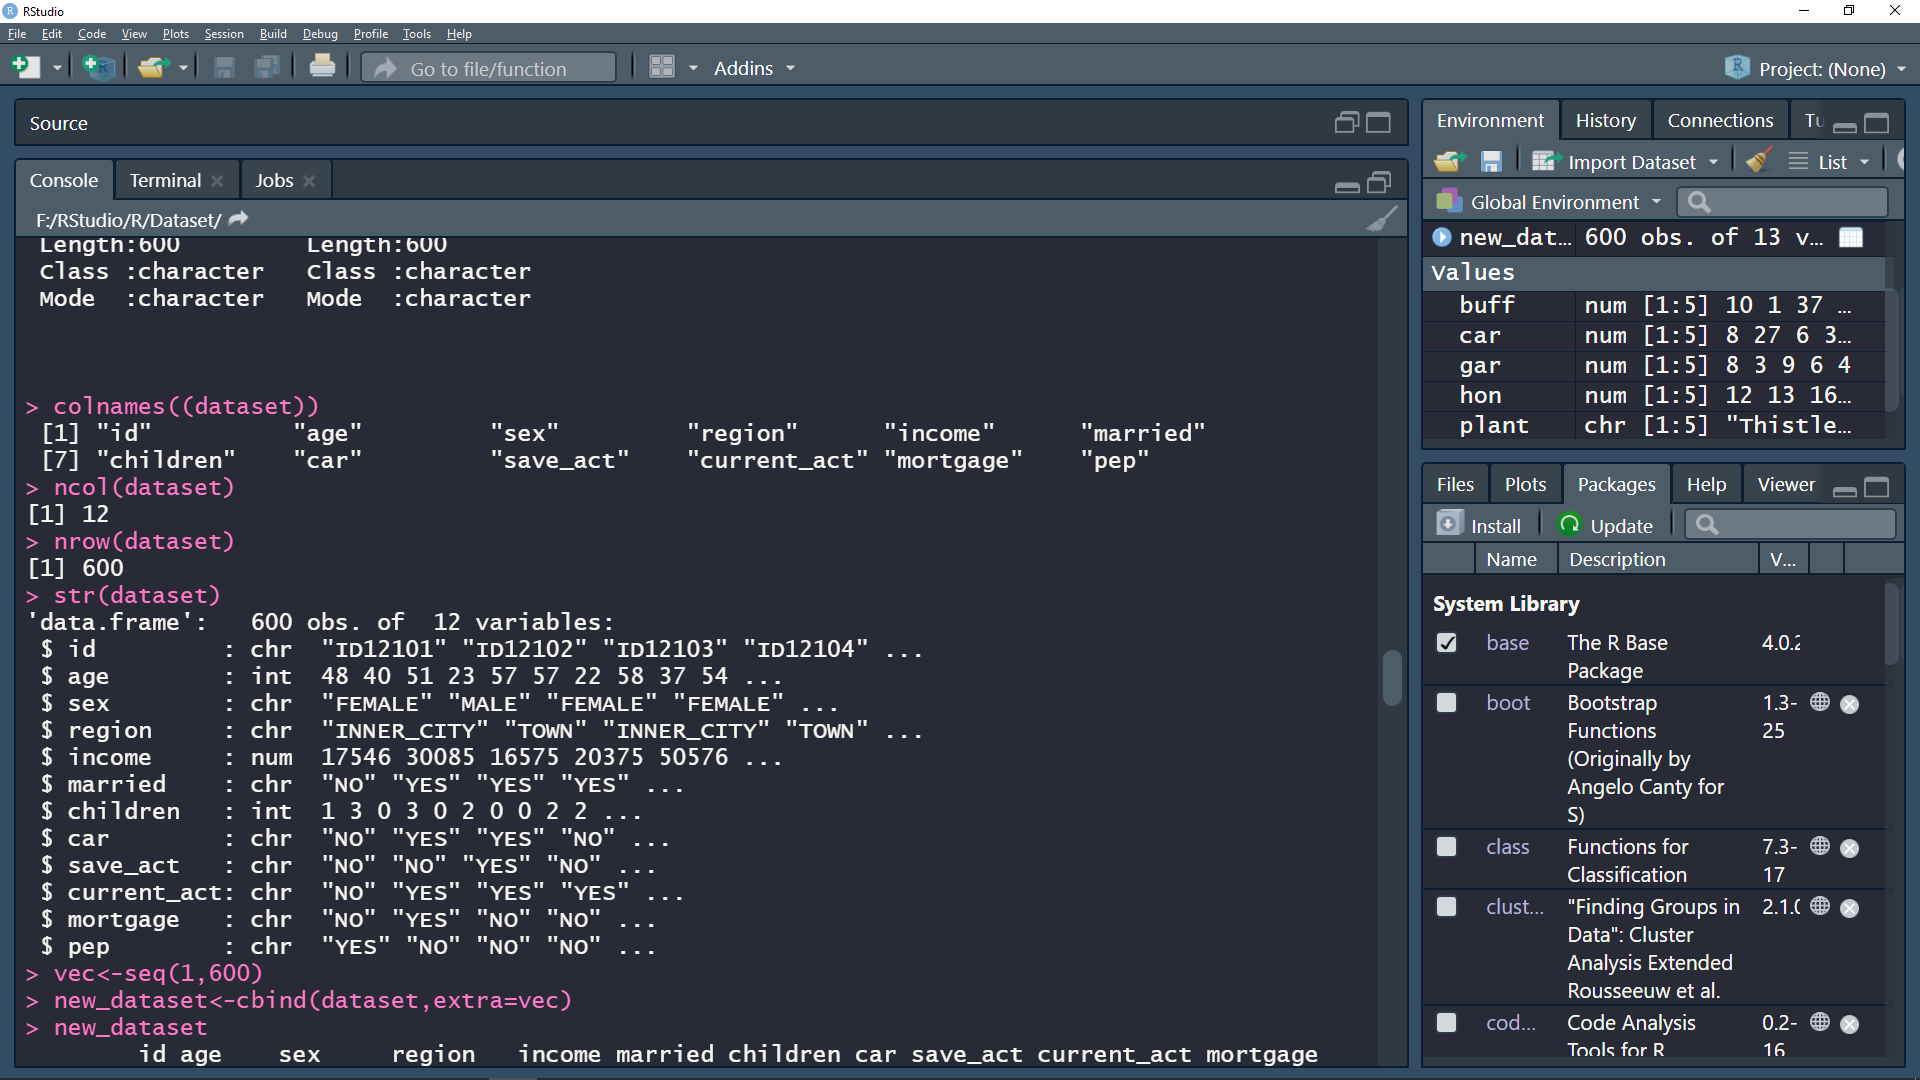 RStudio
File Edit Code View Plots Session Build Debug Profile Tools Help
Go to file/function Addins Project: (None)
Source
Console Terminal Jobs
F:/RStudio/R/Dataset/
Length:600 Length:600
Class :character Class :character
Mode :character Mode :character
> colnames((dataset))
[1] "id" "age" "sex" "region" "income" "married"
[7] "children" "car" "save_act" "current_act" "mortgage" "pep"
> ncol(dataset)
[1] 12
> nrow(dataset)
[1] 600
> str(dataset)
'data.frame': 600 obs. of 12 variables:
$ id : chr "ID12101" "ID12102" "ID12103" "ID12104" ...
$ age : int 48 40 51 23 57 57 22 58 37 54 ...
$ sex : chr "FEMALE" "MALE" "FEMALE" "FEMALE" ...
$ region : chr "INNER_CITY" "TOWN" "INNER_CITY" "TOWN" ...
$ income : num 17546 30085 16575 20375 50576 ...
$ married : chr "NO" "YES" "YES" "YES" ...
$ children : int 1 3 0 3 0 2 0 0 2 2 ...
$ car : chr "NO" "YES" "YES" "NO" ...
$ save_act : chr "NO" "NO" "YES" "NO" ...
$ current_act: chr "NO" "YES" "YES" "YES" ...
$ mortgage : chr "NO" "YES" "NO" "NO" ...
$ pep : chr "YES" "NO" "NO" "NO" ...
> vec<-seq(1,600)
> new_dataset<-cbind(dataset,extra=vec)
> new_dataset
id age sex region income married children car save_act current_act mortgage
Environment History Connections Tu
Import Dataset List
Global Environment
new_dat... 600 obs. of 13 v...
Values
buff num [1:5] 10 1 37 ...
car num [1:5] 8 27 6 3...
gar num [1:5] 8 3 9 6 4
hon num [1:5] 12 13 16...
plant chr [1:5] "Thistle...
Files Plots Packages Help Viewer
Install Update
Name Description V...
System Library
base The R Base 4.0.2
Package
boot Bootstrap 1.3-
Functions 25
(Originally by
Angelo Canty for
S)
class Functions for 7.3-
Classification 17
clust... "Finding Groups in 2.1.0
Data": Cluster
Analysis Extended
Rousseeuw et al.
cod... Code Analysis 0.2-
Tools for R 16